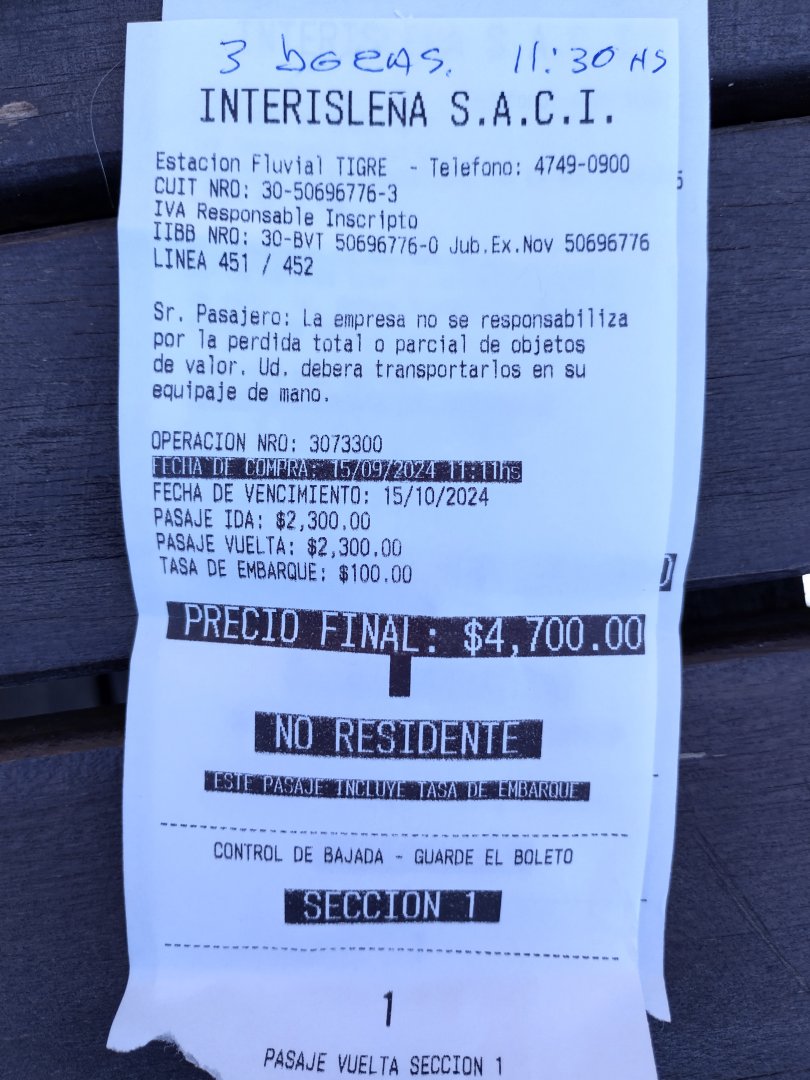 3 bocas. 11:30 HS
INTERISLEÑA S.A.C.I.
Estacion Fluvial TIGRE - Telefono: 4749-0900
CUIT NRO: 30-50696776-3
IVA Responsable Inscripto
IIBB NRO: 30-BVT 50696776-0 Jub.Ex.Nov 50696776
LINEA 451 / 452
Sr. Pasajero: La empresa no se responsabiliza
por la perdida total o parcial de objetos
de valor. Ud. debera transportarlos en su
equipaje de mano.
OPERACION NRO: 3073300
FECHA DE COMPRA: 15/09/2024 11:11hs
FECHA DE VENCIMIENTO: 15/10/2024
PASAJE IDA: $2,300.00
PASAJE VUELTA: $2,300.00
TASA DE EMBARQUE: $100.00
PRECIO FINAL: $4,700.00
NO RESIDENTE
ESTE PASAJE INCLUYE TASA DE EMBARQUE
CONTROL DE BAJADA - GUARDE EL BOLETO
SECCION 1
1
PASAJE VUELTA SECCION 1